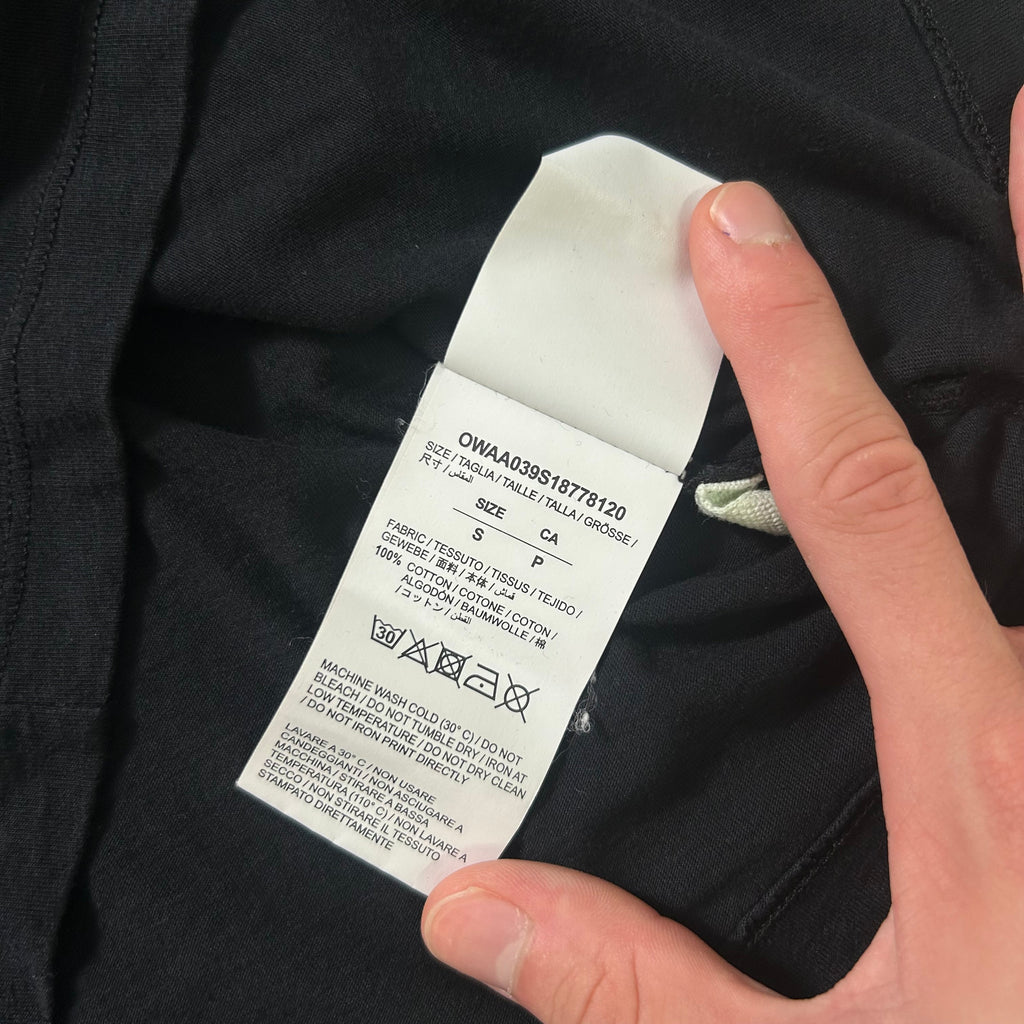 OWAA039S18778120
SIZE / TAGLIA / TAILLE / TALLA / GRÖSSE /
尺寸 / المقاس
SIZE CA
S P
FABRIC / TESSUTO / TISSUS / TEJIDO /
GEWEBE / 面料 / 本体 / قماش
100% COTTON / COTONE / COTON /
ALGODÓN / BAUMWOLLE / 棉
/ コットン / القطن
30
MACHINE WASH COLD (30° C) / DO NOT
BLEACH / DO NOT TUMBLE DRY / IRON AT
LOW TEMPERATURE / DO NOT DRY CLEAN
/ DO NOT IRON PRINT DIRECTLY
LAVARE A 30° C / NON USARE
CANDEGGIANTI / NON ASCIUGARE A
MACCHINA / STIRARE A BASSA
TEMPERATURA (110° C) / NON LAVARE A
SECCO / NON STIRARE IL TESSUTO
STAMPATO DIRETTAMENTE